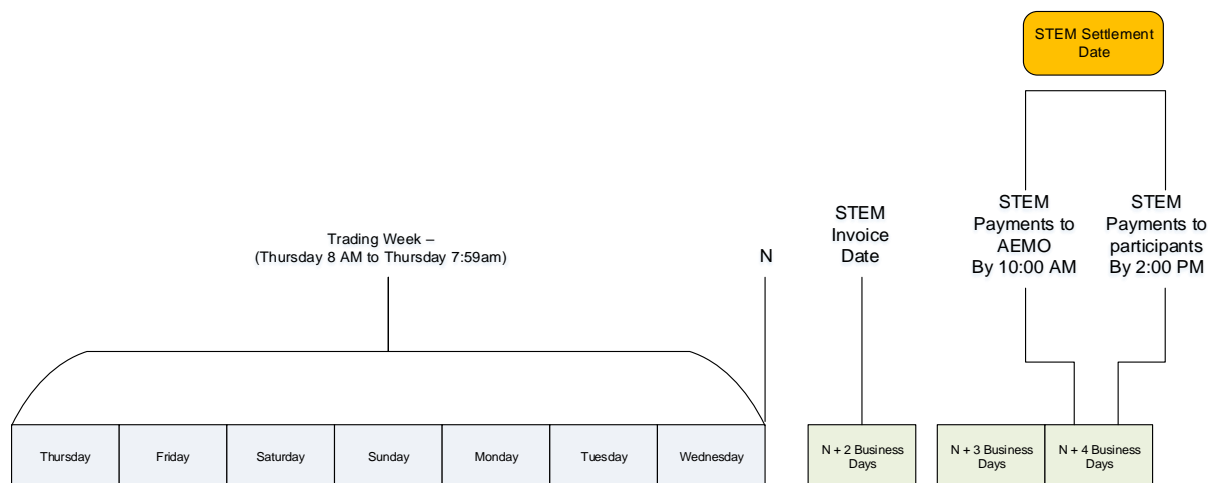 STEM Settlement
Date
STEM
Payments to
AEMO
By 10:00 AM
STEM
Payments to
participants
By 2:00 PM
STEM
Invoice
Date
Trading Week –
(Thursday 8 AM to Thursday 7:59am)
N
Thursday
Friday
Saturday
Sunday
Monday
Tuesday
Wednesday
N + 2 Business
Days
N + 3 Business
Days
N + 4 Business
Days